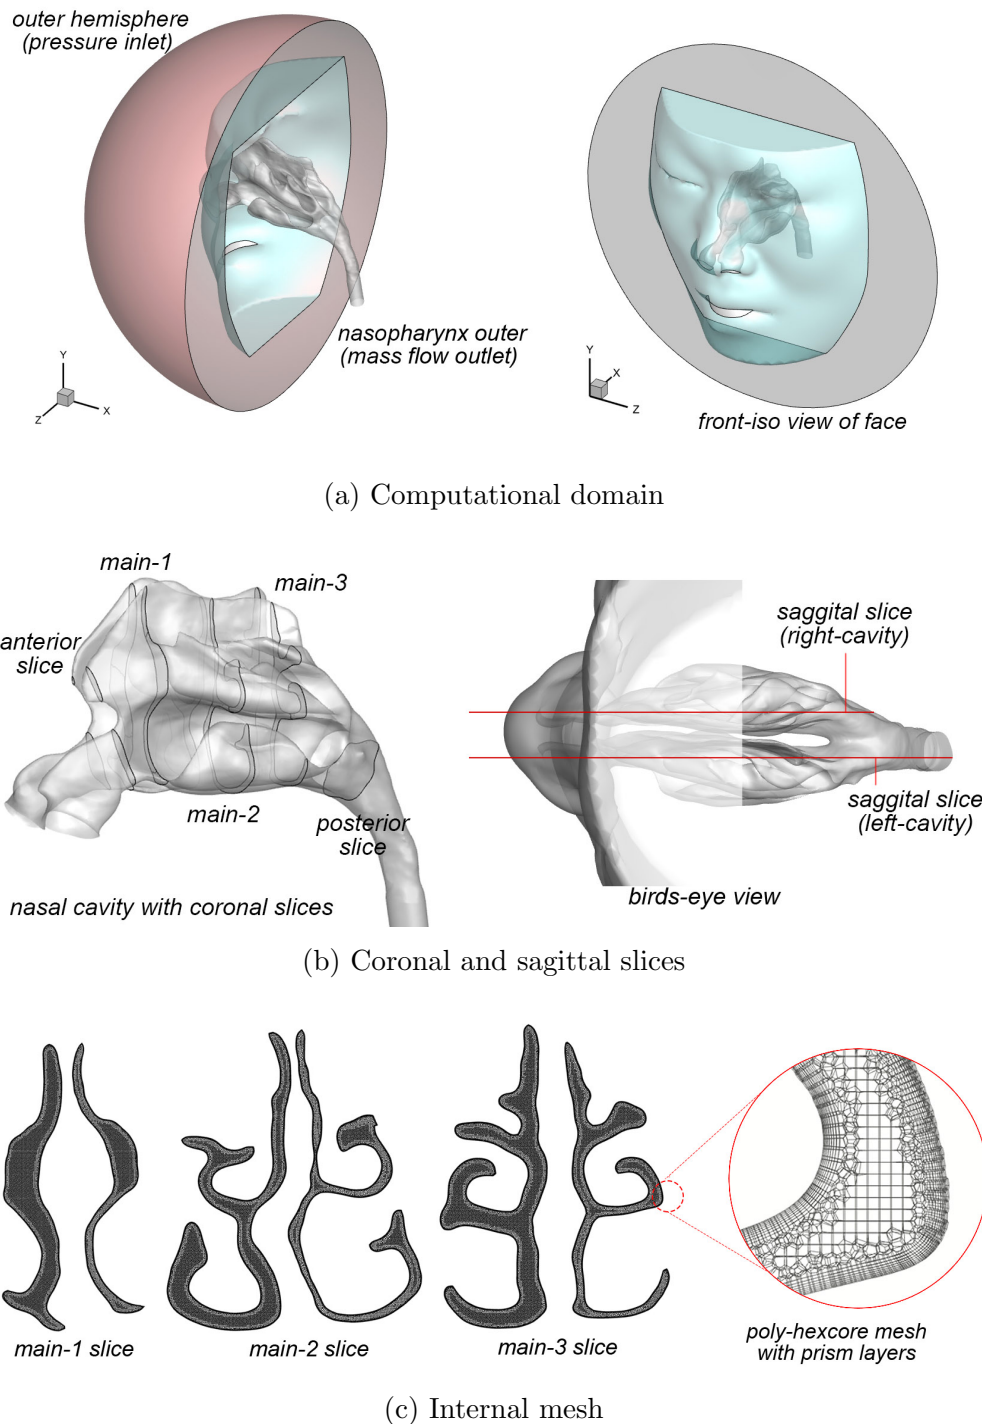 outer hemisphere
(pressure inlet)
nasopharynx outer
(mass flow outlet)
Y
X
Z
Y
X
Z
front-iso view of face
(a) Computational domain
main-1
main-3
anterior
slice
main-2
posterior
slice
nasal cavity with coronal slices
saggital slice
(right-cavity)
saggital slice
(left-cavity)
birds-eye view
(b) Coronal and sagittal slices
main-1 slice
main-2 slice
main-3 slice
poly-hexcore mesh
with prism layers
(c) Internal mesh